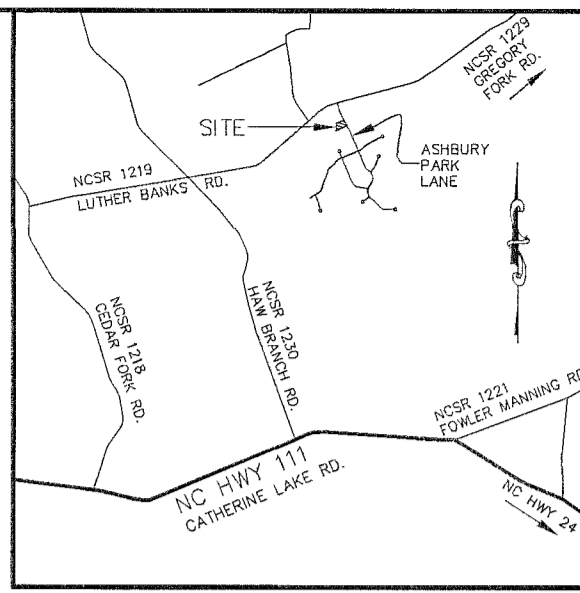 NCSR 1229
GREGORY
FORK RD.
SITE
ASHBURY
PARK
LANE
NCSR 1219
LUTHER BANKS RD.
NCSR 1218
CEDAR FORK RD.
NCSR 1230
HAW BRANCH RD.
NCSR 1221
FOWLER MANNING RD
NC HWY 111
CATHERINE LAKE RD.
NC HWY 24